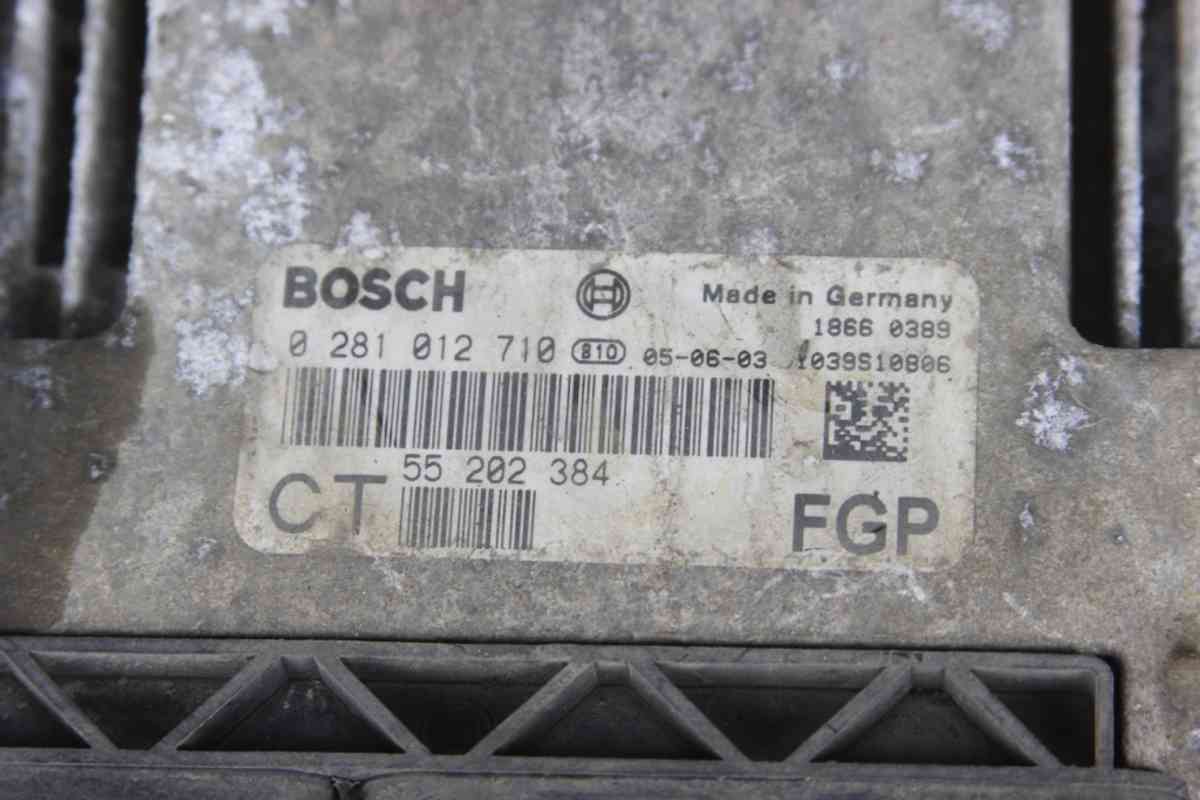 BOSCH Made in Germany
1866 0389
0 281 012 710 810 05-06-03 1039S10806
55 202 384
CT FGP